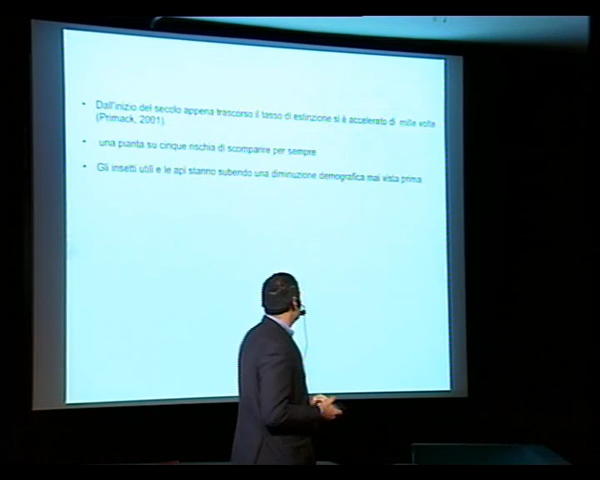 • Dall'inizio del secolo appena trascorso il tasso di estinzione si è accelerato di mille volte
(Primack, 2001).
• una pianta su cinque rischia di scomparire per sempre
• Gli insetti utili e le api stanno subendo una diminuzione demografica mai vista prima